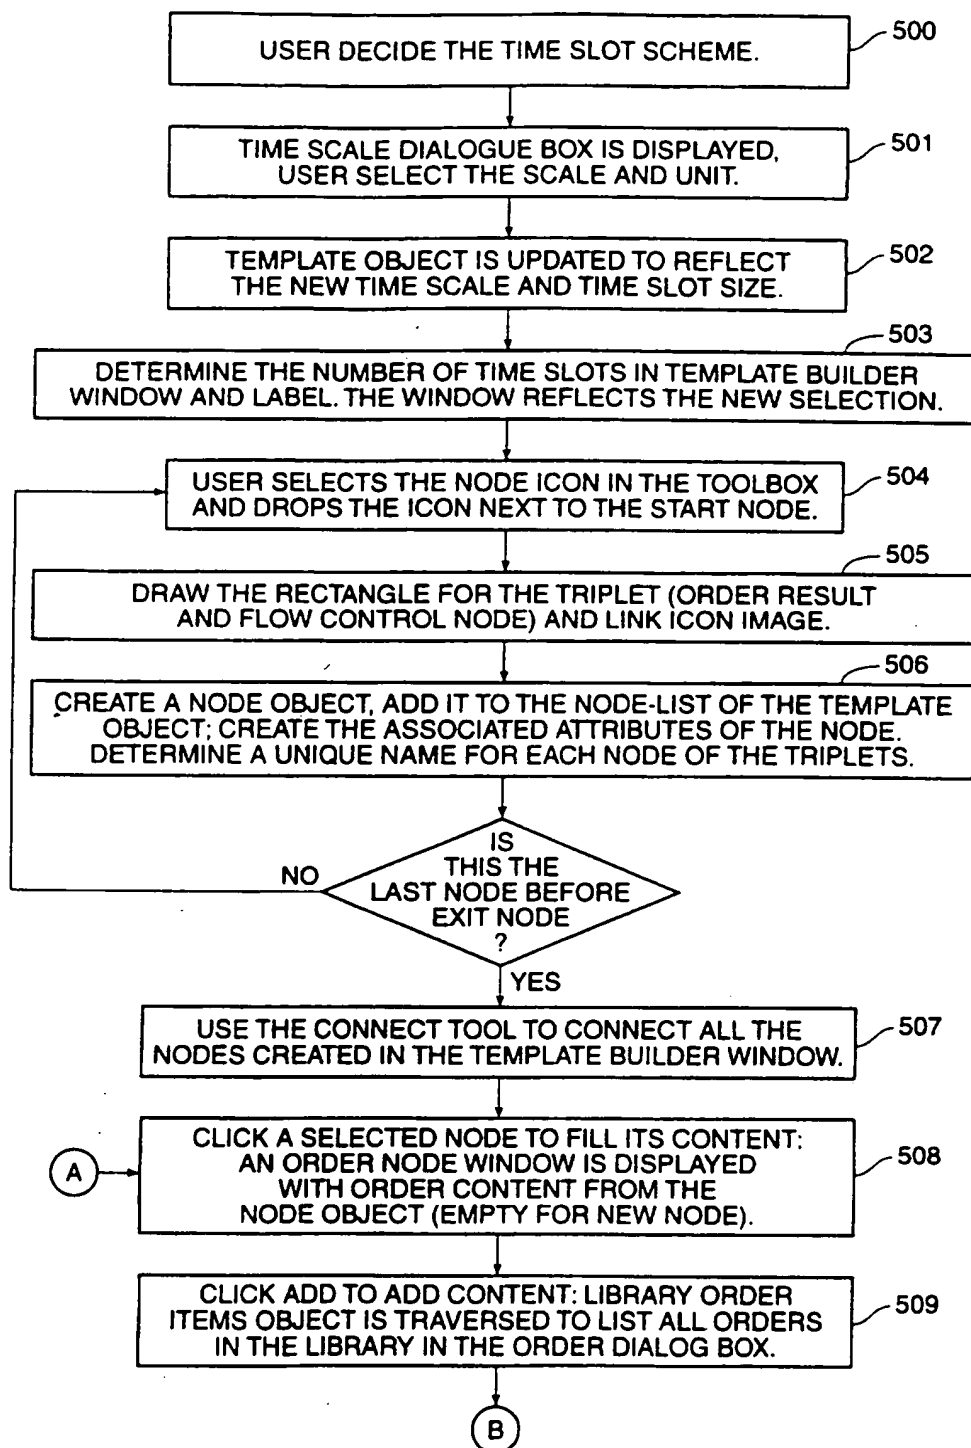 500
USER DECIDE THE TIME SLOT SCHEME.
501
TIME SCALE DIALOGUE BOX IS DISPLAYED,
USER SELECT THE SCALE AND UNIT.
502
TEMPLATE OBJECT IS UPDATED TO REFLECT
THE NEW TIME SCALE AND TIME SLOT SIZE.
503
DETERMINE THE NUMBER OF TIME SLOTS IN TEMPLATE BUILDER
WINDOW AND LABEL. THE WINDOW REFLECTS THE NEW SELECTION.
504
USER SELECTS THE NODE ICON IN THE TOOLBOX
AND DROPS THE ICON NEXT TO THE START NODE.
505
DRAW THE RECTANGLE FOR THE TRIPLET (ORDER RESULT
AND FLOW CONTROL NODE) AND LINK ICON IMAGE.
506
CREATE A NODE OBJECT, ADD IT TO THE NODE-LIST OF THE TEMPLATE
OBJECT; CREATE THE ASSOCIATED ATTRIBUTES OF THE NODE.
DETERMINE A UNIQUE NAME FOR EACH NODE OF THE TRIPLETS.
IS
THIS THE
LAST NODE BEFORE
EXIT NODE
?
NO
YES
507
USE THE CONNECT TOOL TO CONNECT ALL THE
NODES CREATED IN THE TEMPLATE BUILDER WINDOW.
A
508
CLICK A SELECTED NODE TO FILL ITS CONTENT:
AN ORDER NODE WINDOW IS DISPLAYED
WITH ORDER CONTENT FROM THE
NODE OBJECT (EMPTY FOR NEW NODE).
509
CLICK ADD TO ADD CONTENT: LIBRARY ORDER
ITEMS OBJECT IS TRAVERSED TO LIST ALL ORDERS
IN THE LIBRARY IN THE ORDER DIALOG BOX.
B